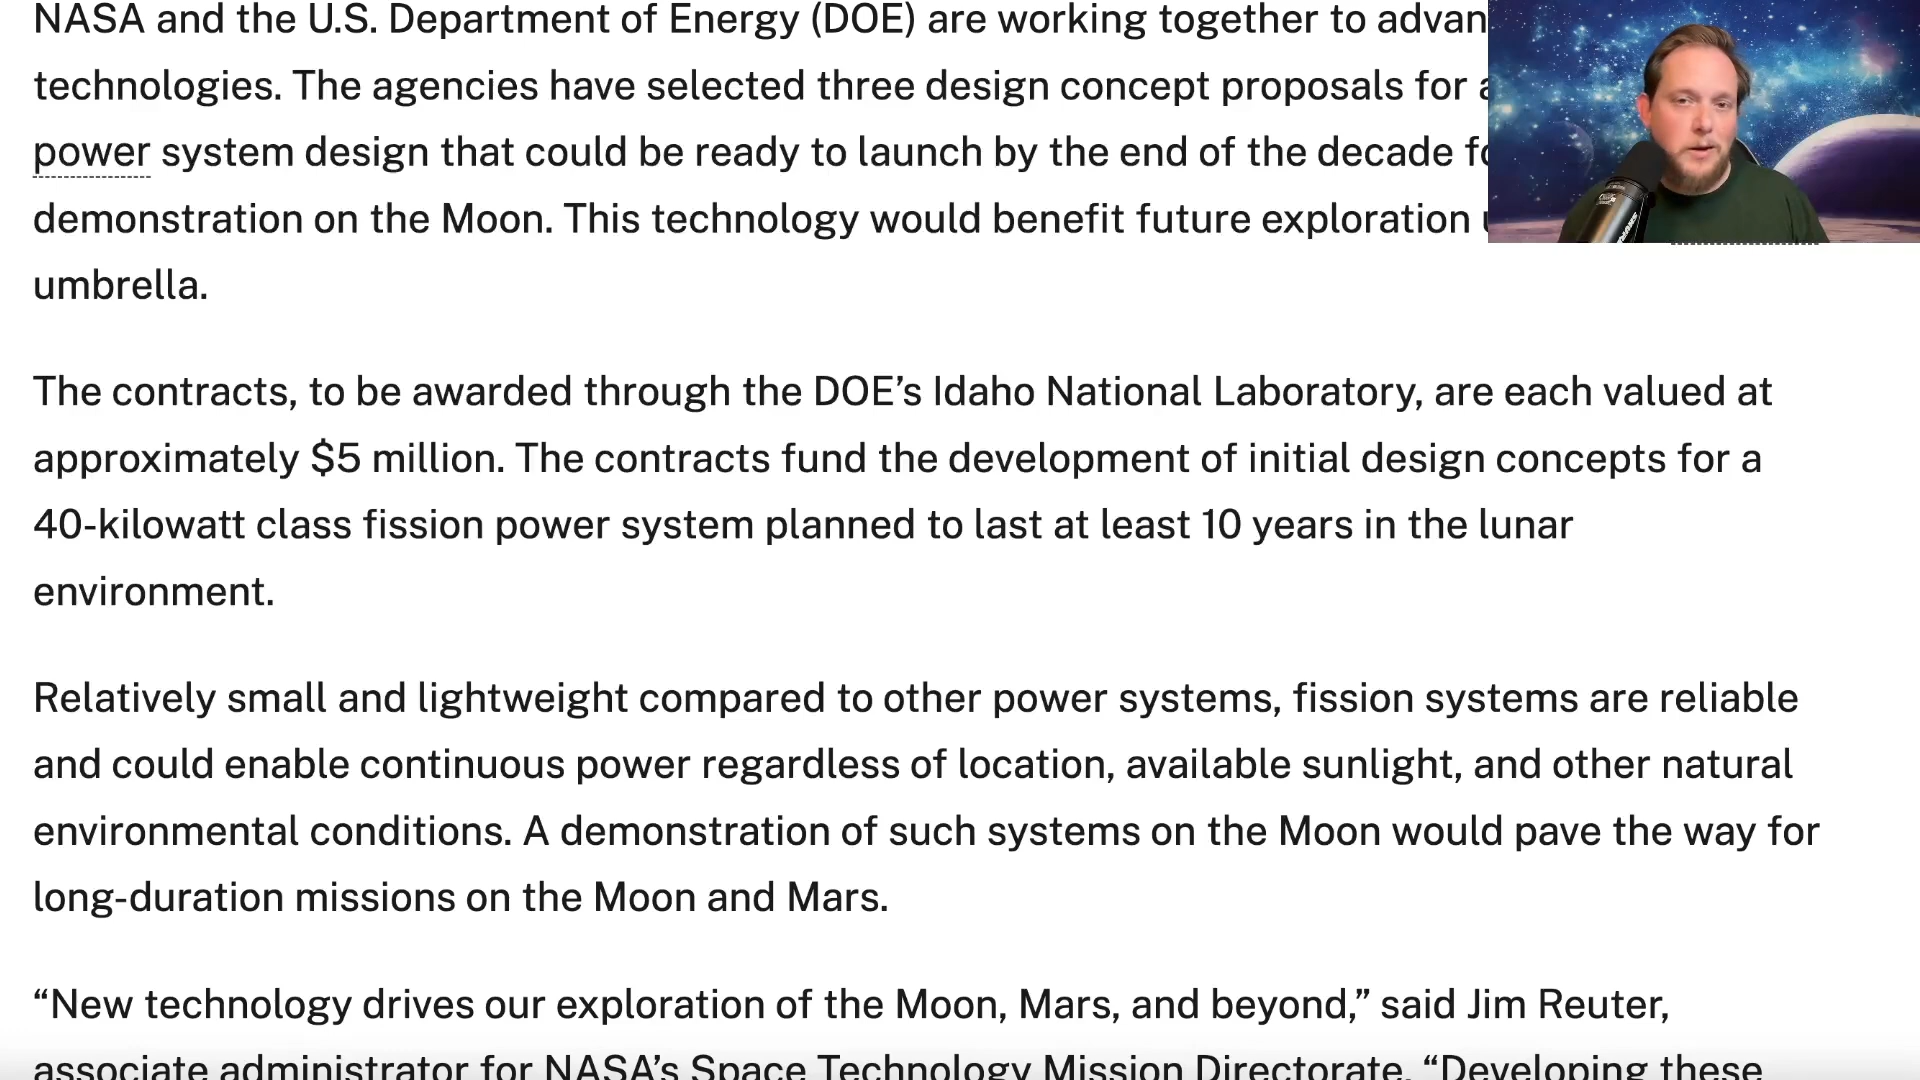 NASA and the U.S. Department of Energy (DOE) are working together to advan
technologies. The agencies have selected three design concept proposals for
power system design that could be ready to launch by the end of the decade
demonstration on the Moon. This technology would benefit future exploration
umbrella.
The contracts, to be awarded through the DOE’s Idaho National Laboratory, are each valued at
approximately $5 million. The contracts fund the development of initial design concepts for a
40-kilowatt class fission power system planned to last at least 10 years in the lunar
environment.
Relatively small and lightweight compared to other power systems, fission systems are reliable
and could enable continuous power regardless of location, available sunlight, and other natural
environmental conditions. A demonstration of such systems on the Moon would pave the way for
long-duration missions on the Moon and Mars.
“New technology drives our exploration of the Moon, Mars, and beyond,” said Jim Reuter,
associate administrator for NASA’s Space Technology Mission Directorate. “Developing these